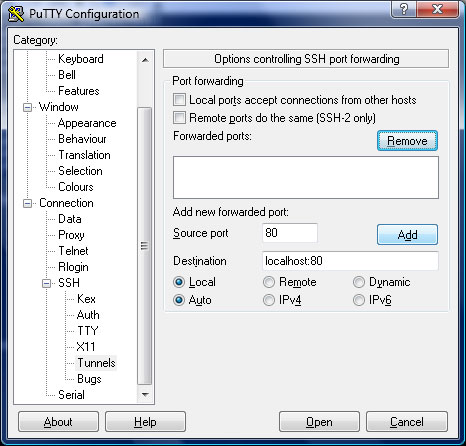 PuTTY Configuration
Category:
Keyboard
Bell
Features
Window
Appearance
Behaviour
Translation
Selection
Colours
Connection
Data
Proxy
Telnet
Rlogin
SSH
Kex
Auth
TTY
X11
Tunnels
Bugs
Serial
Options controlling SSH port forwarding
Port forwarding
Local ports accept connections from other hosts
Remote ports do the same (SSH-2 only)
Forwarded ports:
Remove
Add new forwarded port:
Source port 80 Add
Destination localhost:80
Local Remote Dynamic
Auto IPv4 IPv6
About Help Open Cancel